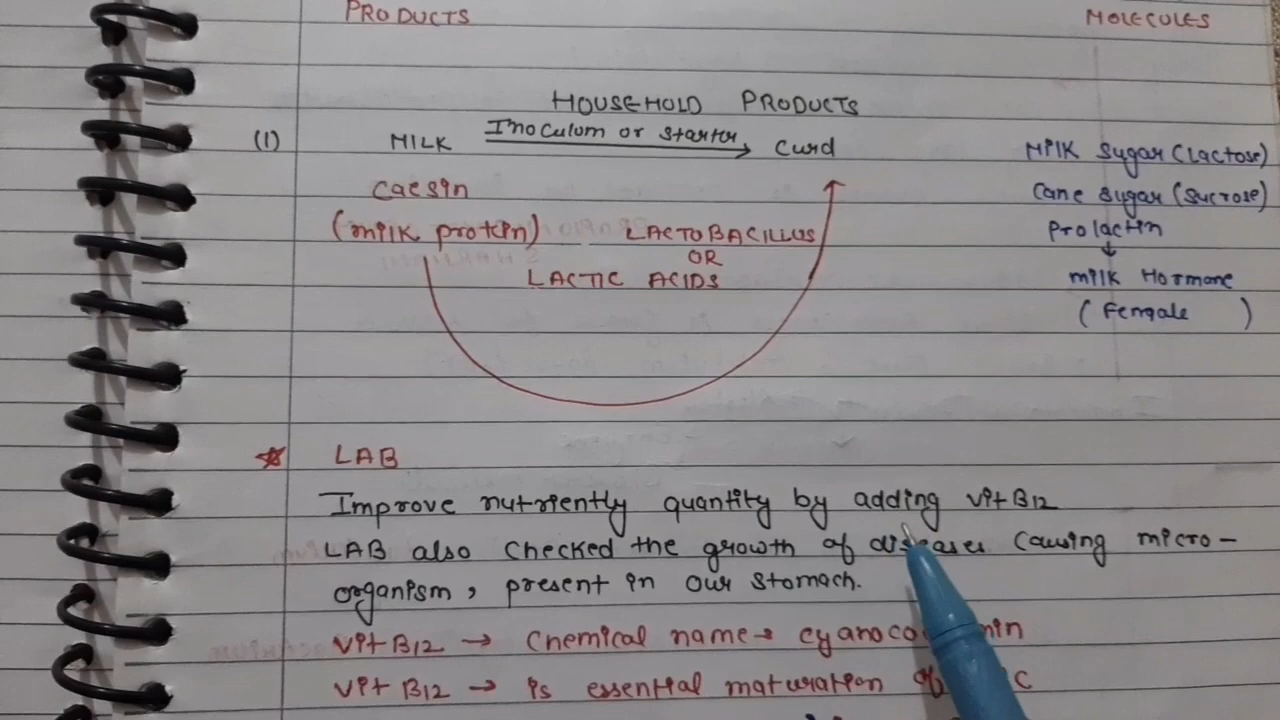 PRODUCTS MOLECULES
HOUSEHOLD PRODUCTS
(1) MILK Inoculum or starter Curd Milk Sugar (Lactose)
Caesin Cane Sugar (Sucrose)
(milk protein) LACTOBACILLUS Prolactin
OR
LACTIC ACIDS milk Hormone
(Female)
LAB
Improve nutriently quantity by adding Vit B12
LAB also checked the growth of diseases causing micro-
organism, present in our stomach.
Vit B12 → Chemical name →
Vit B12 → is essential maturation